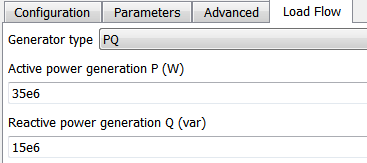 Configuration Parameters Advanced Load Flow
Generator type PQ
Active power generation P (W)
35e6
Reactive power generation Q (var)
15e6